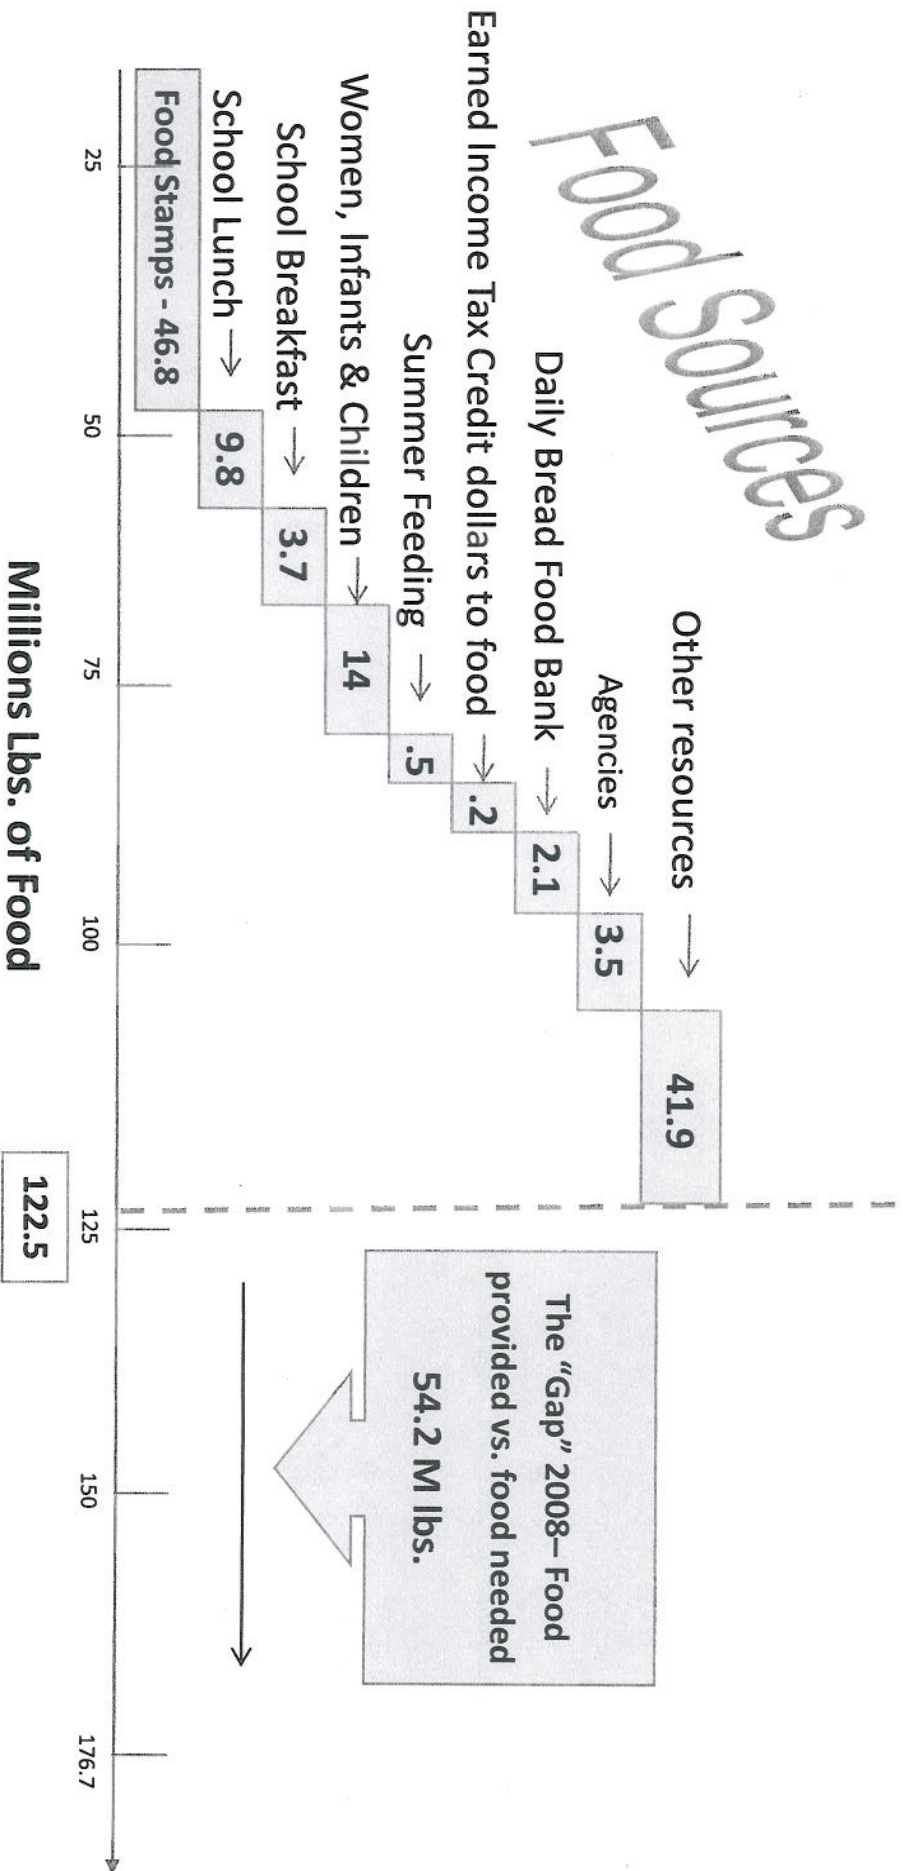 Food Sources
Other resources
41.9
Agencies
3.5
Daily Bread Food Bank
2.1
Earned Income Tax Credit dollars to food
.2
Summer Feeding
.5
Women, Infants & Children
14
School Breakfast
3.7
School Lunch
9.8
Food Stamps - 46.8
The “Gap” 2008– Food
provided vs. food needed
54.2 M lbs.
25
50
75
100
125
150
176.7
Millions Lbs. of Food
122.5